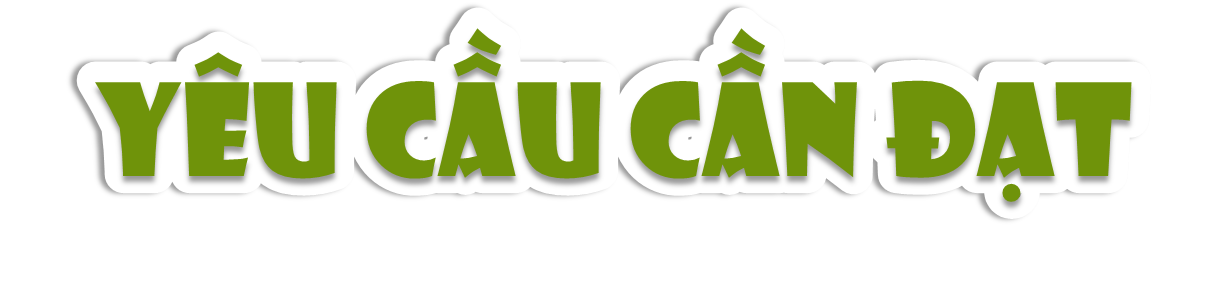 YÊU CẦU CẦN ĐẠT